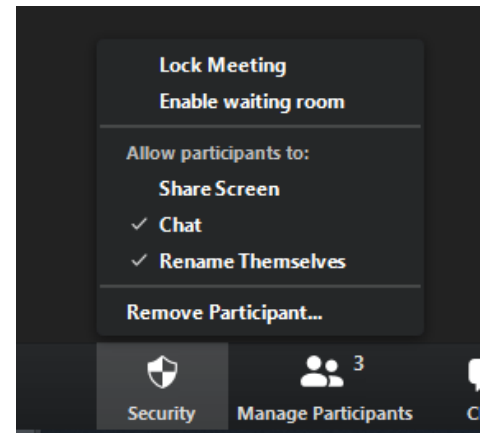 Lock Meeting
Enable waiting room
Allow participants to:
Share Screen
Chat
Rename Themselves
Remove Participant...
3
Security
Manage Participants